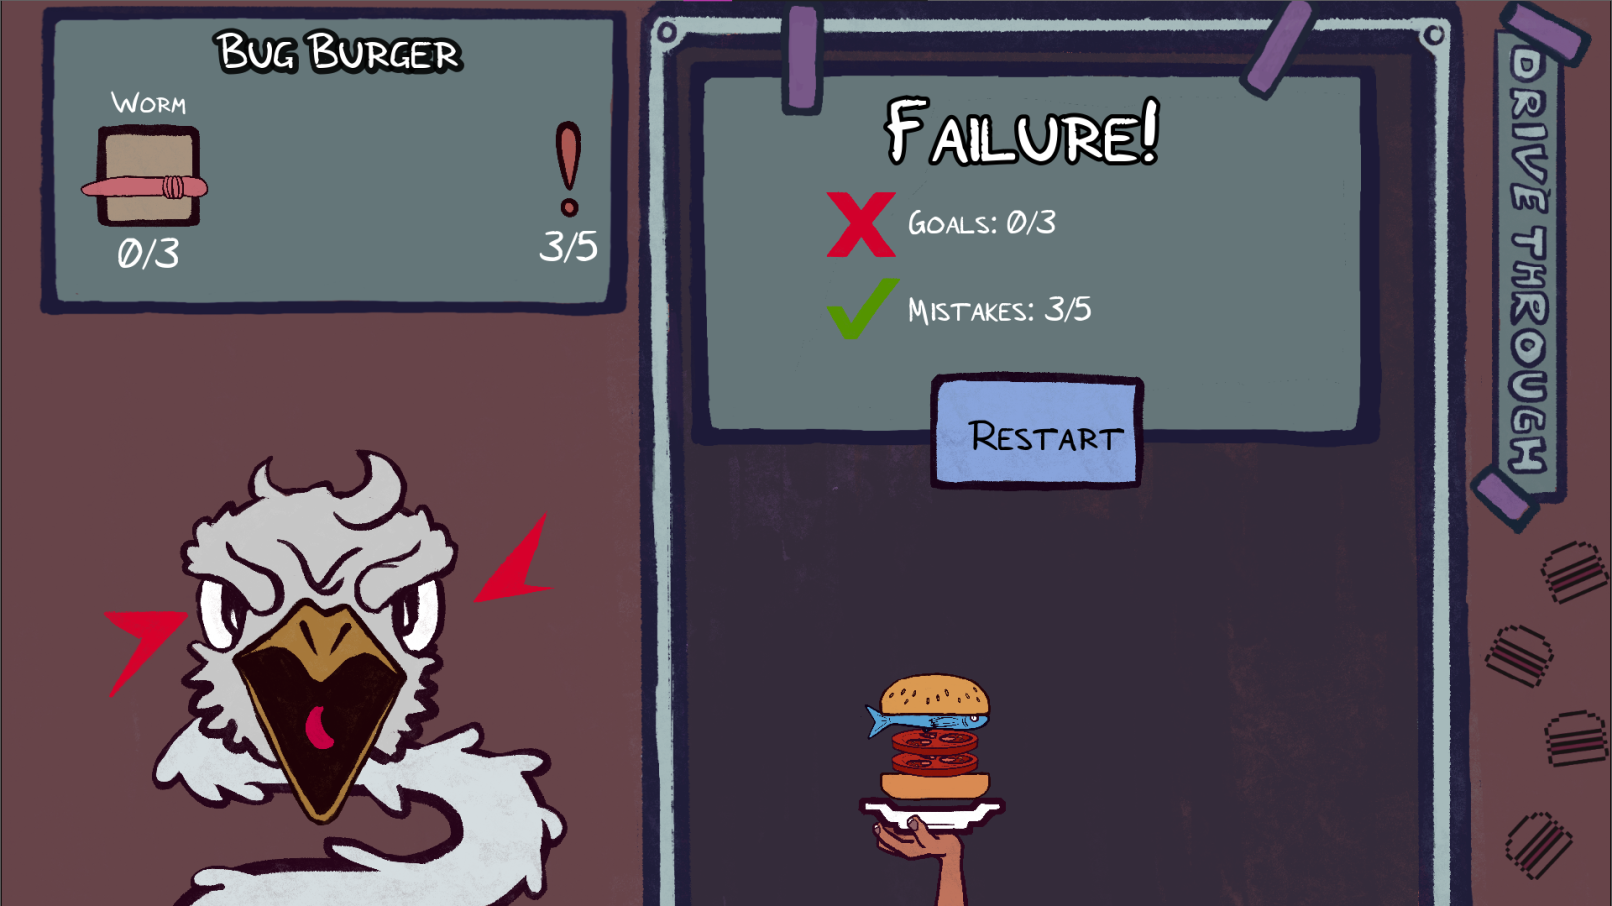 Bug Burger
Worm
0/3
3/5
Failure!
Goals: 0/3
Mistakes: 3/5
Restart
DRIVE THROUGH